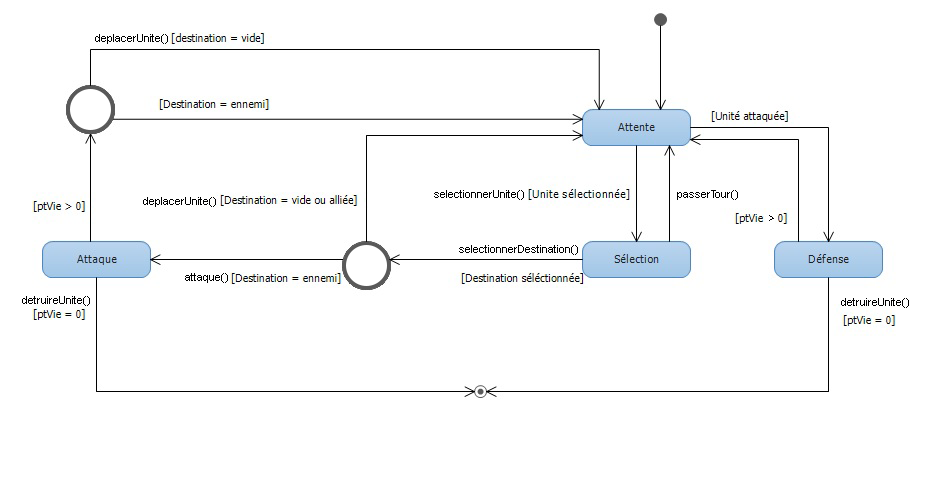 deplacerUnite() [destination = vide]
[Destination = ennemi]
[Unité attaquée]
Attente
deplacerUnite() [Destination = vide ou alliée]
selectionnerUnite() [Unite sélectionnée]
passerTour()
[ptVie > 0]
[ptVie > 0]
Attaque
selectionnerDestination()
Sélection
Défense
attaque() [Destination = ennemi]
[Destination séléctionnée]
detruireUnite()
[ptVie = 0]
detruireUnite()
[ptVie = 0]